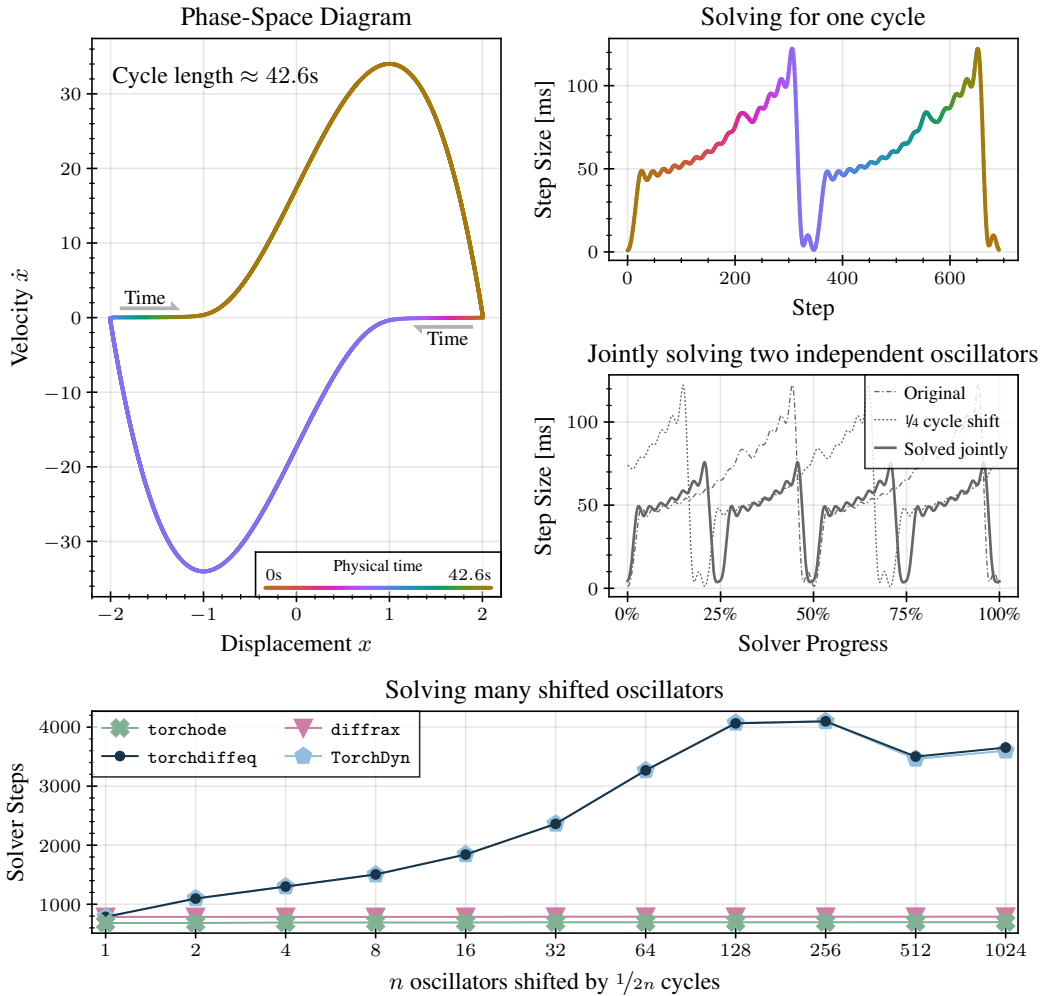 Phase-Space Diagram
Cycle length ≈ 42.6s
Velocity ẋ
30
20
10
0
−10
−20
−30
Time
Time
Physical time
0s 42.6s
−2 −1 0 1 2
Displacement x
Solving for one cycle
Step Size [ms]
100
50
0
0 200 400 600
Step
Jointly solving two independent oscillators
Step Size [ms]
100
50
0
Original
1/4 cycle shift
Solved jointly
0% 25% 50% 75% 100%
Solver Progress
Solving many shifted oscillators
Solver Steps
4000
3000
2000
1000
torchode
torchdiffeq
diffrax
TorchDyn
1 2 4 8 16 32 64 128 256 512 1024
n oscillators shifted by 1/2n cycles